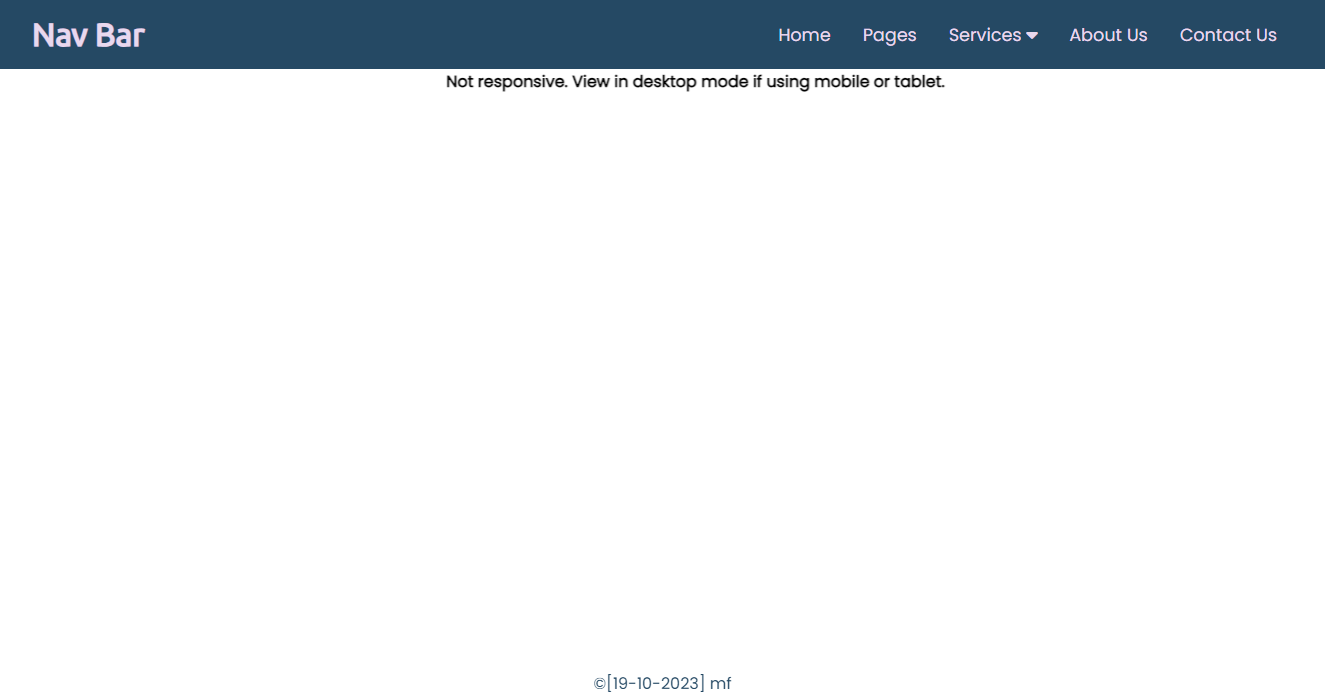 Nav Bar
Home Pages Services About Us Contact Us
Not responsive. View in desktop mode if using mobile or tablet.
©[19-10-2023] mf